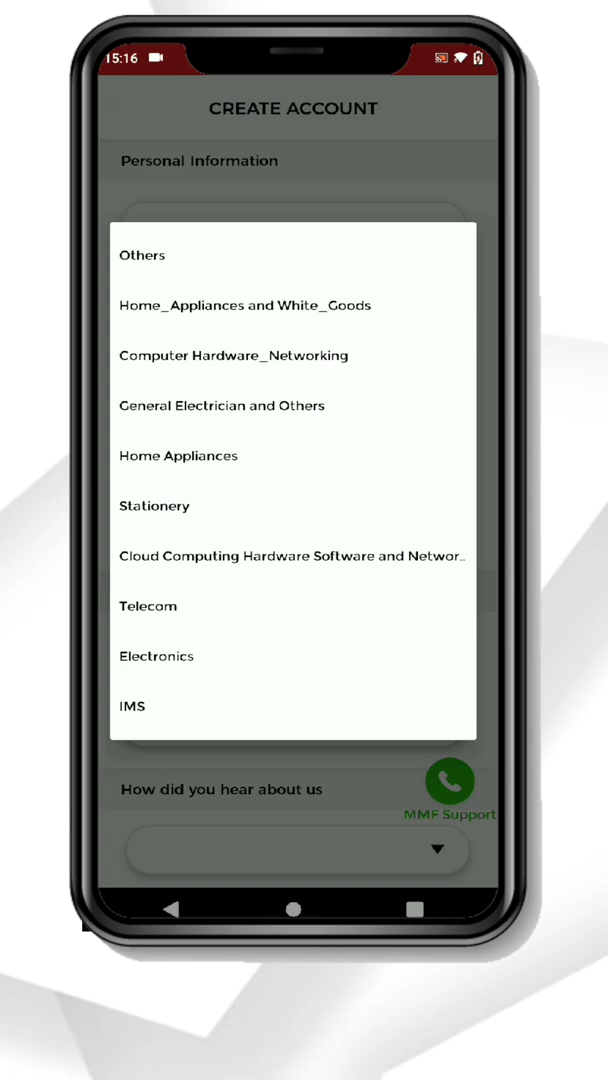 15:16
CREATE ACCOUNT
Personal Information
Others
Home_Appliances and White_Goods
Computer Hardware_Networking
General Electrician and Others
Home Appliances
Stationery
Cloud Computing Hardware Software and Networ..
Telecom
Electronics
IMS
How did you hear about us
MMF Support